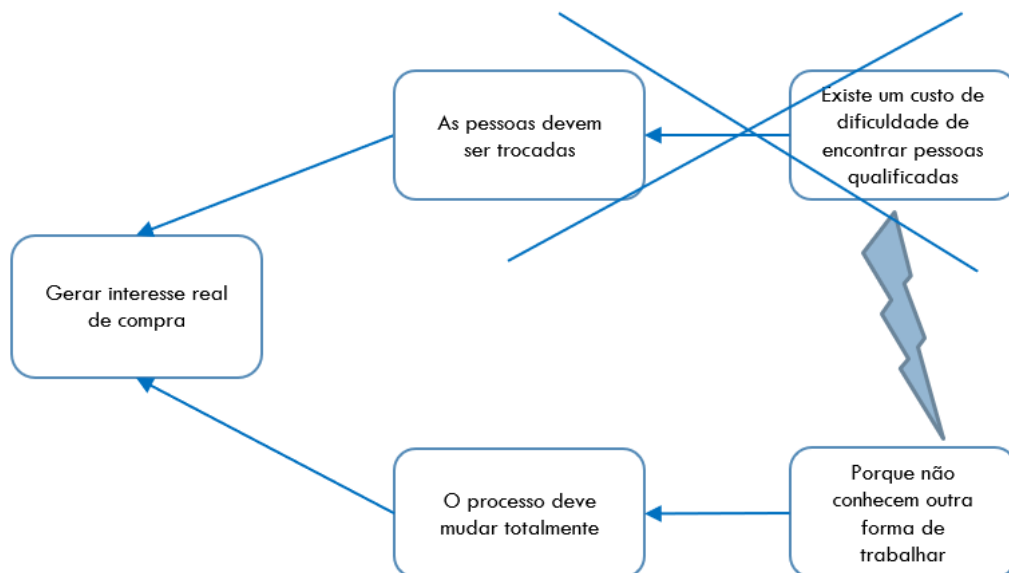 As pessoas devem
ser trocadas
Existe um custo de
dificuldade de
encontrar pessoas
qualificadas
Gerar interesse real
de compra
O processo deve
mudar totalmente
Porque não
conhecem outra
forma de
trabalhar